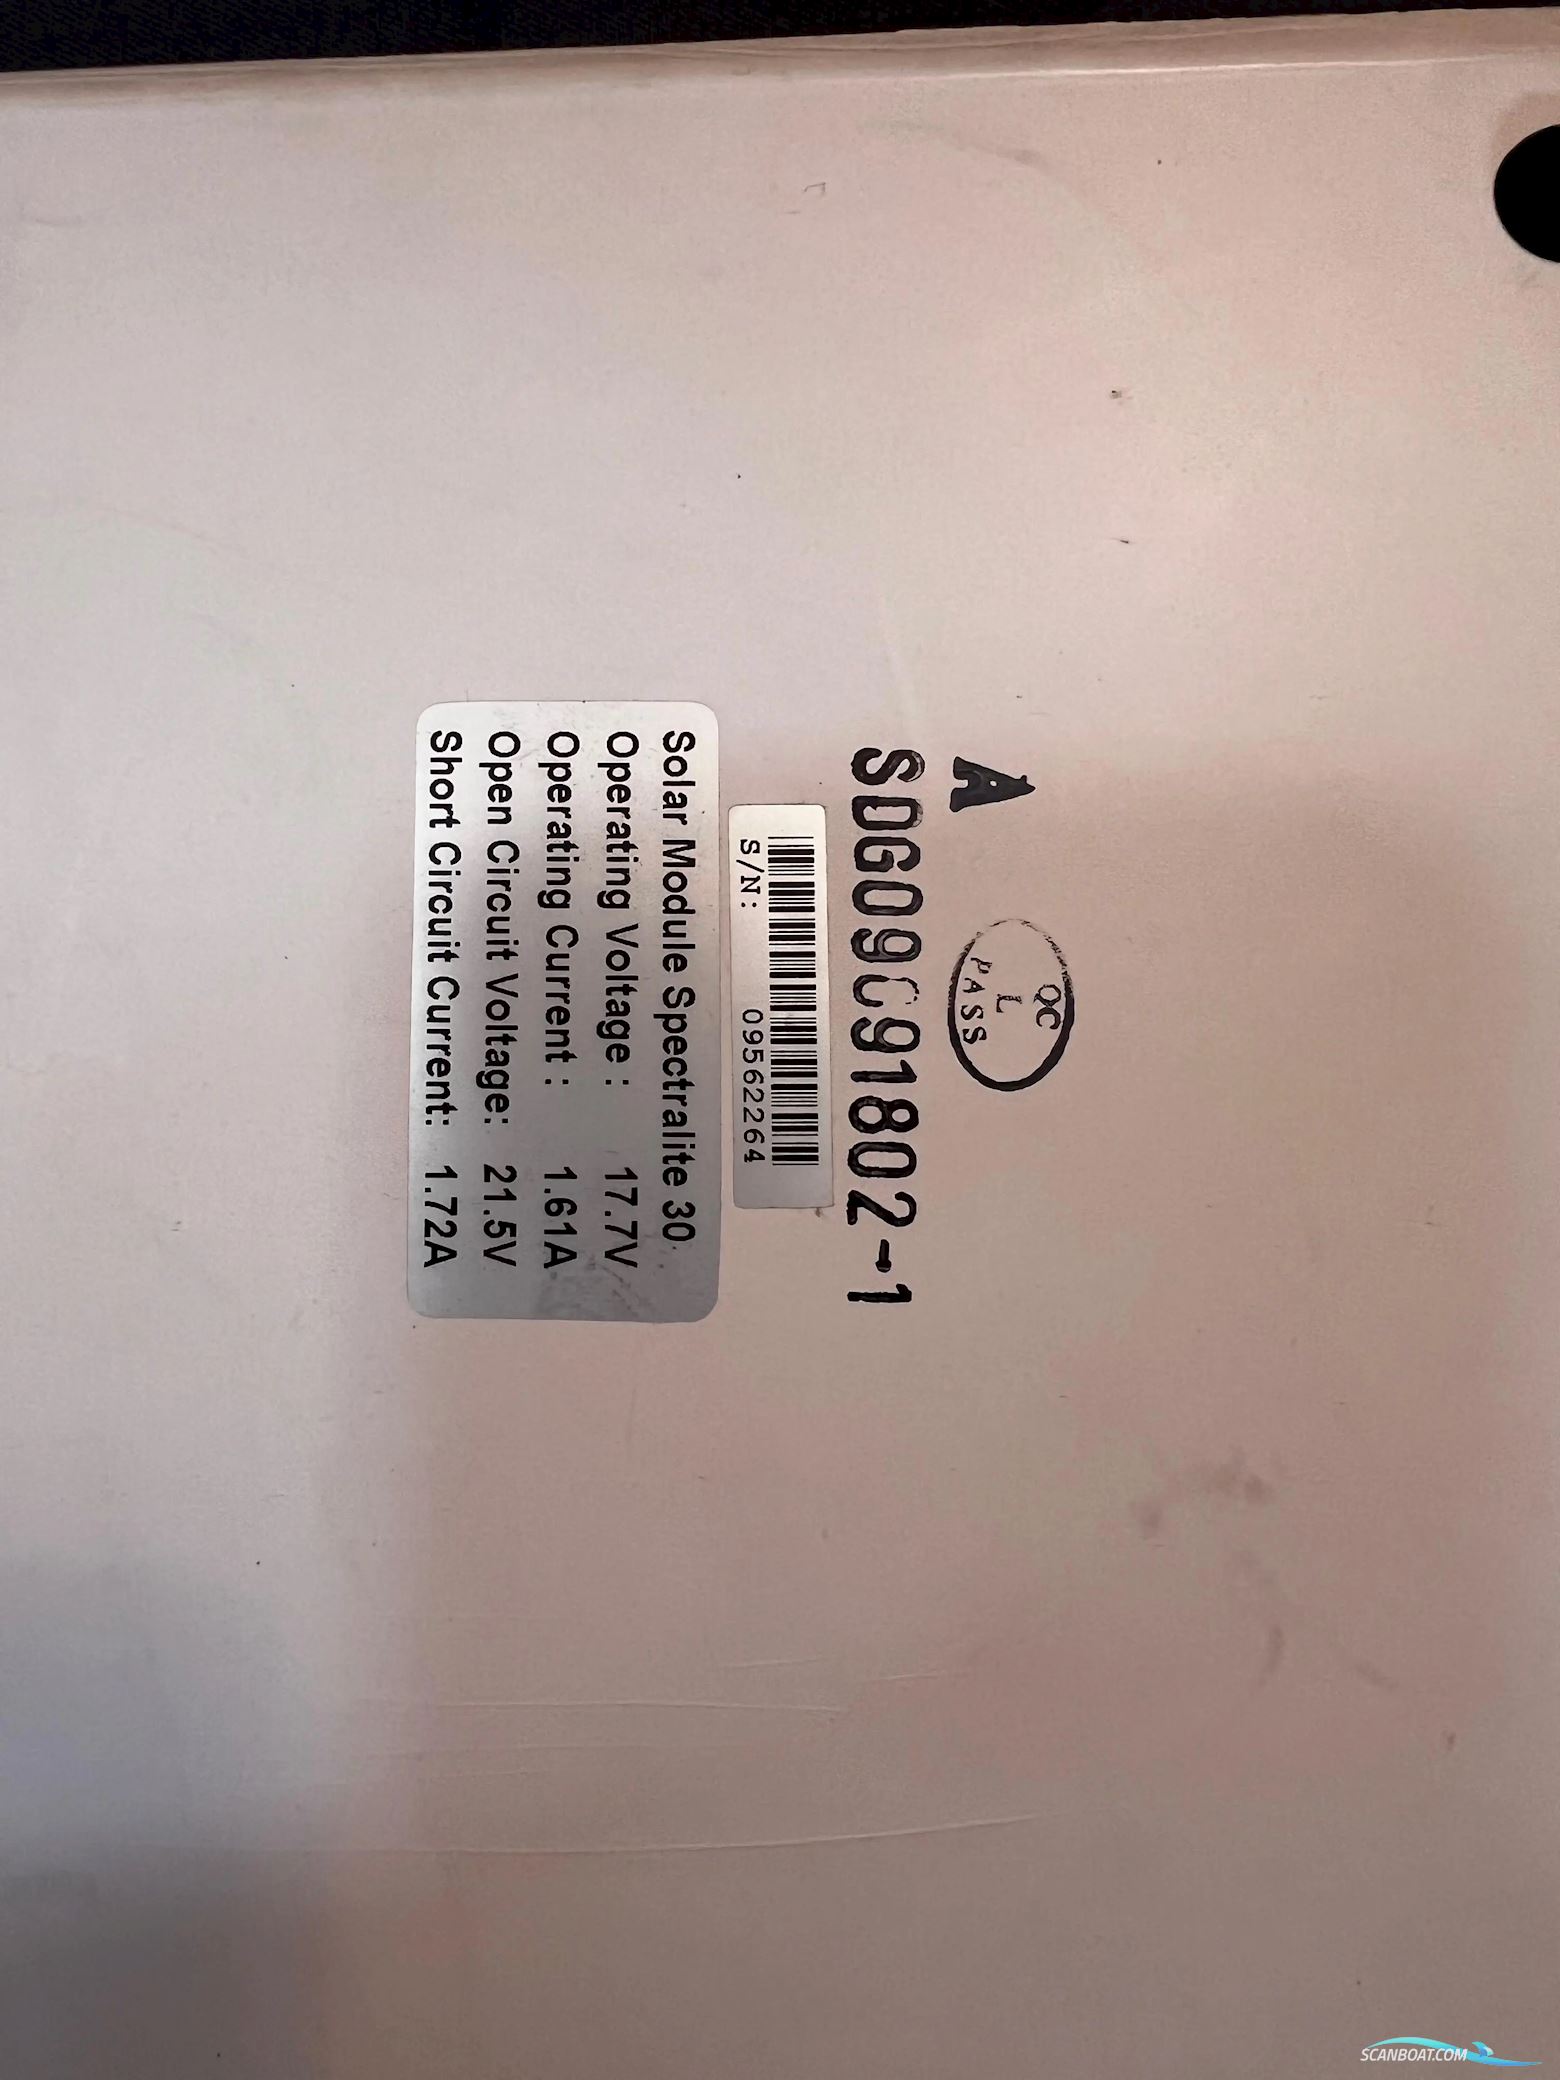 A
QC
L
PASS
SDG09C91802-1
S/N: 09562264
Solar Module Spectralite 30
Operating Voltage : 17.7V
Operating Current : 1.61A
Open Circuit Voltage: 21.5V
Short Circuit Current: 1.72A
SCANBOAT.COM